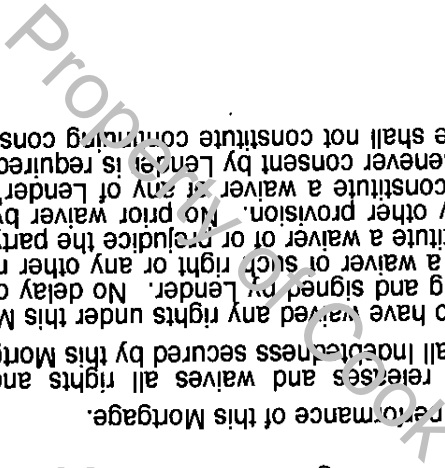 performance of this Mortgage.
releases and waives all rights and
all Indebtedness secured by this Mortg
o have waived any rights under this M
g and signed by Lender. No delay o
a waiver of such right or any other r
itute a waiver of or prejudice the party
y other provision. No prior waiver by
constitute a waiver of any of Lender'
enever consent by Lender is required
e shall not constitute continuing cons
Property of Cook